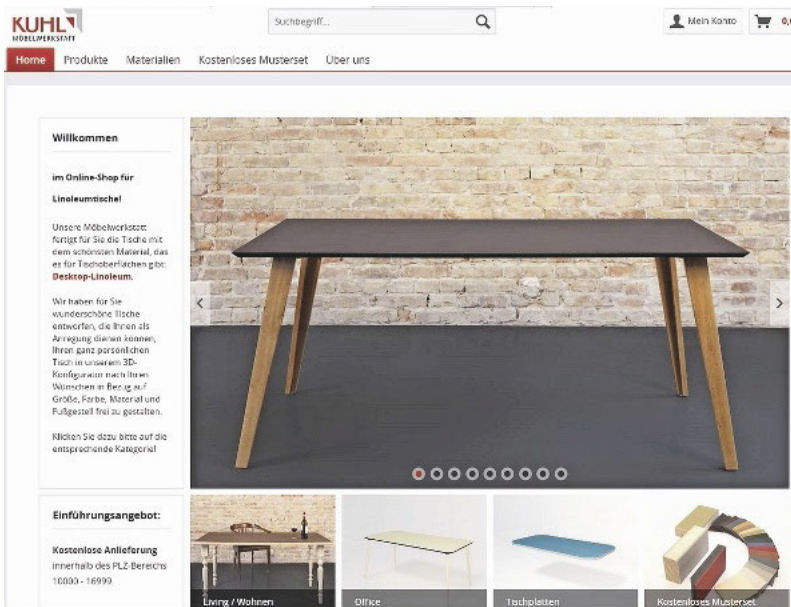 KUHL
MÖBELWERKSTATT
Suchbegriff...
Mein Konto
Home Produkte Materialien Kostenloses Musterset Über uns
Willkommen
im Online-Shop für
Linoleumtische!
Unsere Möbelwerkstatt
fertigt für Sie die Tische mit
dem schönsten Material, das
es für Tischoberflächen gibt:
Desktop-Linoleum.
Wir haben für Sie
wunderschöne Tische
entworfen, die Ihnen als
Anregung dienen können,
Ihren ganz persönlichen
Tisch in unserem 3D-
Konfigurator nach Ihren
Wünschen in Bezug auf
Größe, Farbe, Material und
Fußgestell frei zu gestalten.
Klicken Sie dazu bitte auf die
entsprechende Kategorie!
Einführungsangebot:
Kostenlose Anlieferung
innerhalb des PLZ-Bereichs
10000 - 16999.
Living / Wohnen
Office
Tischplatten
Kostenloses Musterset